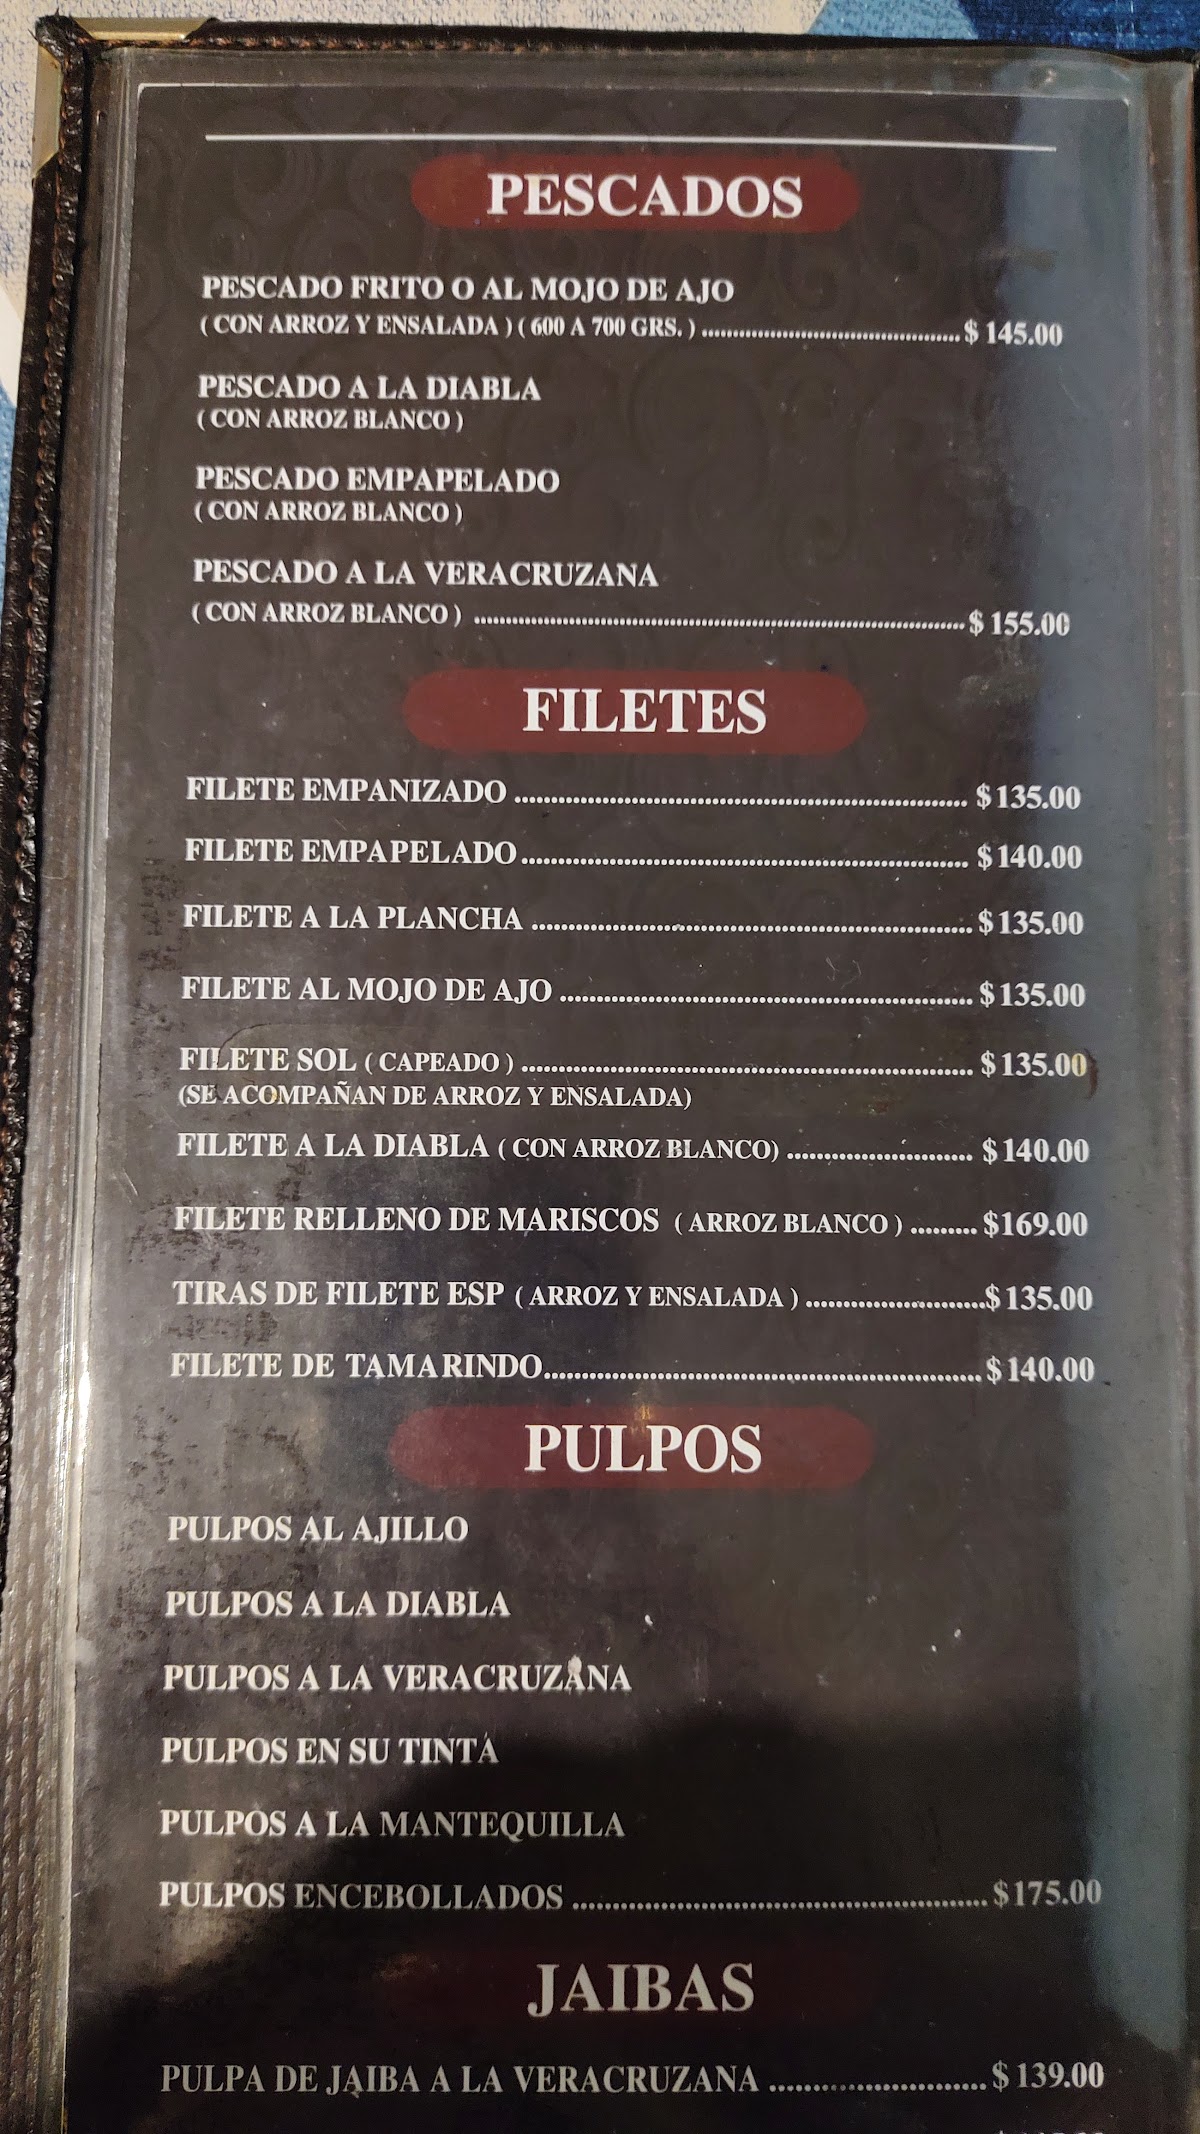 PESCADOS
PESCADO FRITO O AL MOJO DE AJO
( CON ARROZ Y ENSALADA ) ( 600 A 700 GRS. ) ........................................ $ 145.00
PESCADO A LA DIABLA
( CON ARROZ BLANCO )
PESCADO EMPAPELADO
( CON ARROZ BLANCO )
PESCADO A LA VERACRUZANA
( CON ARROZ BLANCO ) ........................................ $ 155.00
FILETES
FILETE EMPANIZADO ........................................ $ 135.00
FILETE EMPAPELADO ........................................ $ 140.00
FILETE A LA PLANCHA ........................................ $ 135.00
FILETE AL MOJO DE AJO ........................................ $ 135.00
FILETE SOL ( CAPEADO ) ........................................ $ 135.00
(SE ACOMPAÑAN DE ARROZ Y ENSALADA)
FILETE A LA DIABLA ( CON ARROZ BLANCO) ........................ $ 140.00
FILETE RELLENO DE MARISCOS ( ARROZ BLANCO ) ......... $169.00
TIRAS DE FILETE ESP ( ARROZ Y ENSALADA ) ........................ $ 135.00
FILETE DE TAMARINDO ........................................ $ 140.00
PULPOS
PULPOS AL AJILLO
PULPOS A LA DIABLA
PULPOS A LA VERACRUZANA
PULPOS EN SU TINTA
PULPOS A LA MANTEQUILLA
PULPOS ENCEBOLLADOS ........................................ $ 175.00
JAIBAS
PULPA DE JAIBA A LA VERACRUZANA ........................ $ 139.00